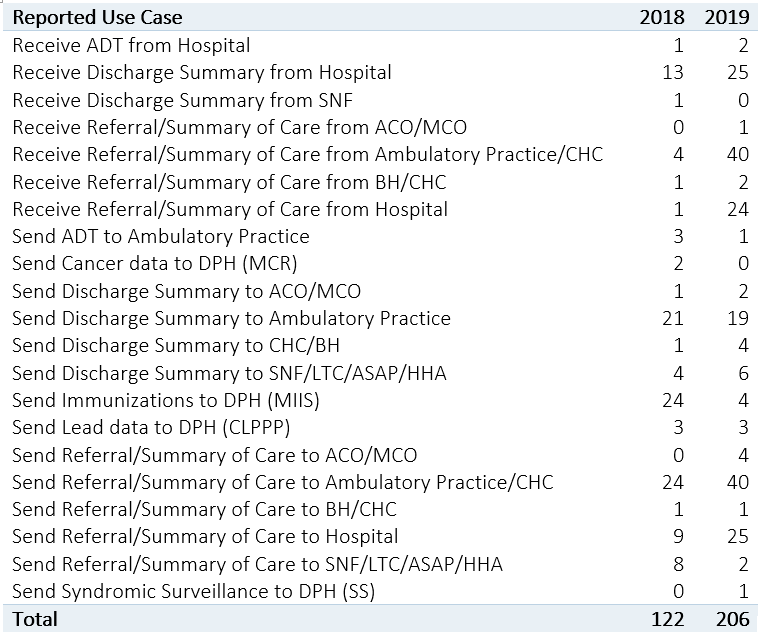 Reported Use Case 2018 2019
Receive ADT from Hospital 1 2
Receive Discharge Summary from Hospital 13 25
Receive Discharge Summary from SNF 1 0
Receive Referral/Summary of Care from ACO/MCO 0 1
Receive Referral/Summary of Care from Ambulatory Practice/CHC 4 40
Receive Referral/Summary of Care from BH/CHC 1 2
Receive Referral/Summary of Care from Hospital 1 24
Send ADT to Ambulatory Practice 3 1
Send Cancer data to DPH (MCR) 2 0
Send Discharge Summary to ACO/MCO 1 2
Send Discharge Summary to Ambulatory Practice 21 19
Send Discharge Summary to CHC/BH 1 4
Send Discharge Summary to SNF/LTC/ASAP/HHA 4 6
Send Immunizations to DPH (MIIS) 24 4
Send Lead data to DPH (CLPPP) 3 3
Send Referral/Summary of Care to ACO/MCO 0 4
Send Referral/Summary of Care to Ambulatory Practice/CHC 24 40
Send Referral/Summary of Care to BH/CHC 1 1
Send Referral/Summary of Care to Hospital 9 25
Send Referral/Summary of Care to SNF/LTC/ASAP/HHA 8 2
Send Syndromic Surveillance to DPH (SS) 0 1
Total 122 206